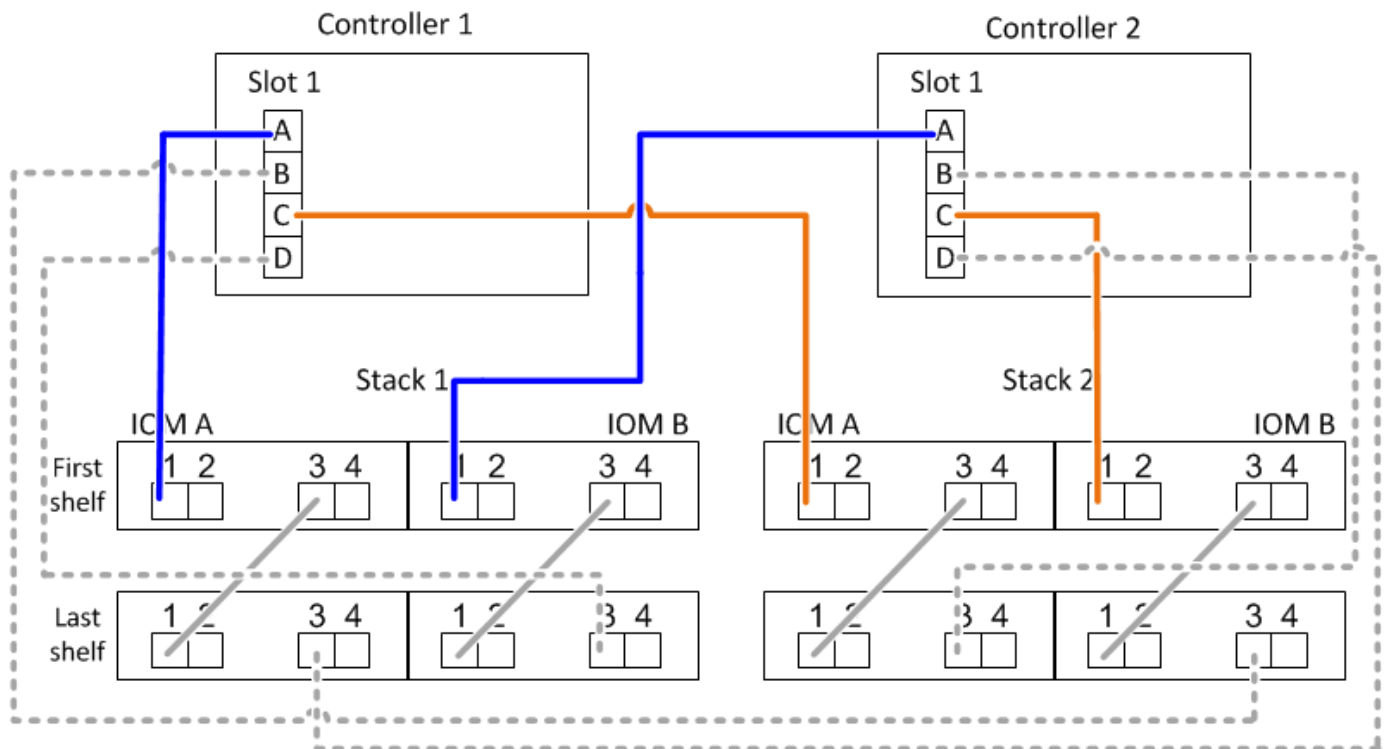 Controller 1
Controller 2
Slot 1
Slot 1
A
A
B
B
C
C
D
D
Stack 1
Stack 2
IOM A
IOM B
IOM A
IOM B
First
shelf
1 2 3 4 1 2 3 4 1 2 3 4 1 2 3 4
Last
shelf
1 2 3 4 1 2 3 4 1 2 3 4 1 2 3 4